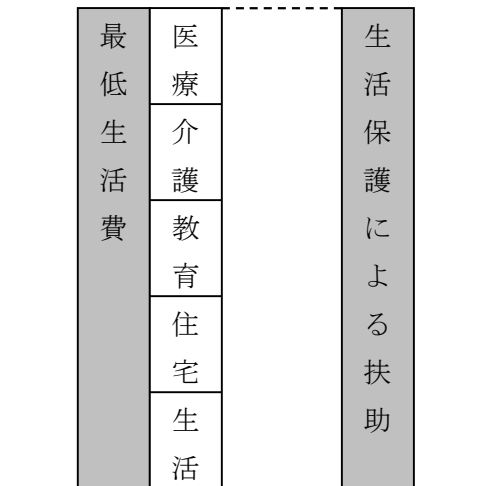 最低生活費
医療
介護
教育
住宅
生活
生活保護による扶助